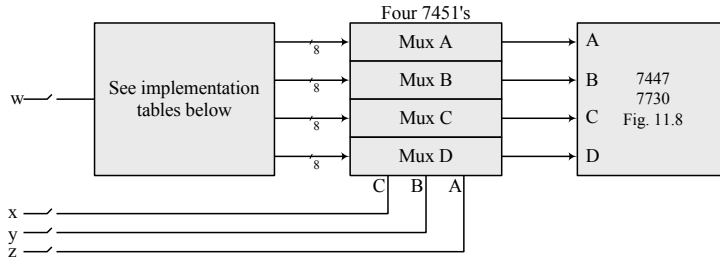 Four 7451's
Mux A
Mux B
Mux C
Mux D
8
8
8
8
See implementation
tables below
w
A
B
C
D
7447
7730
Fig. 11.8
C
B
A
x
y
z